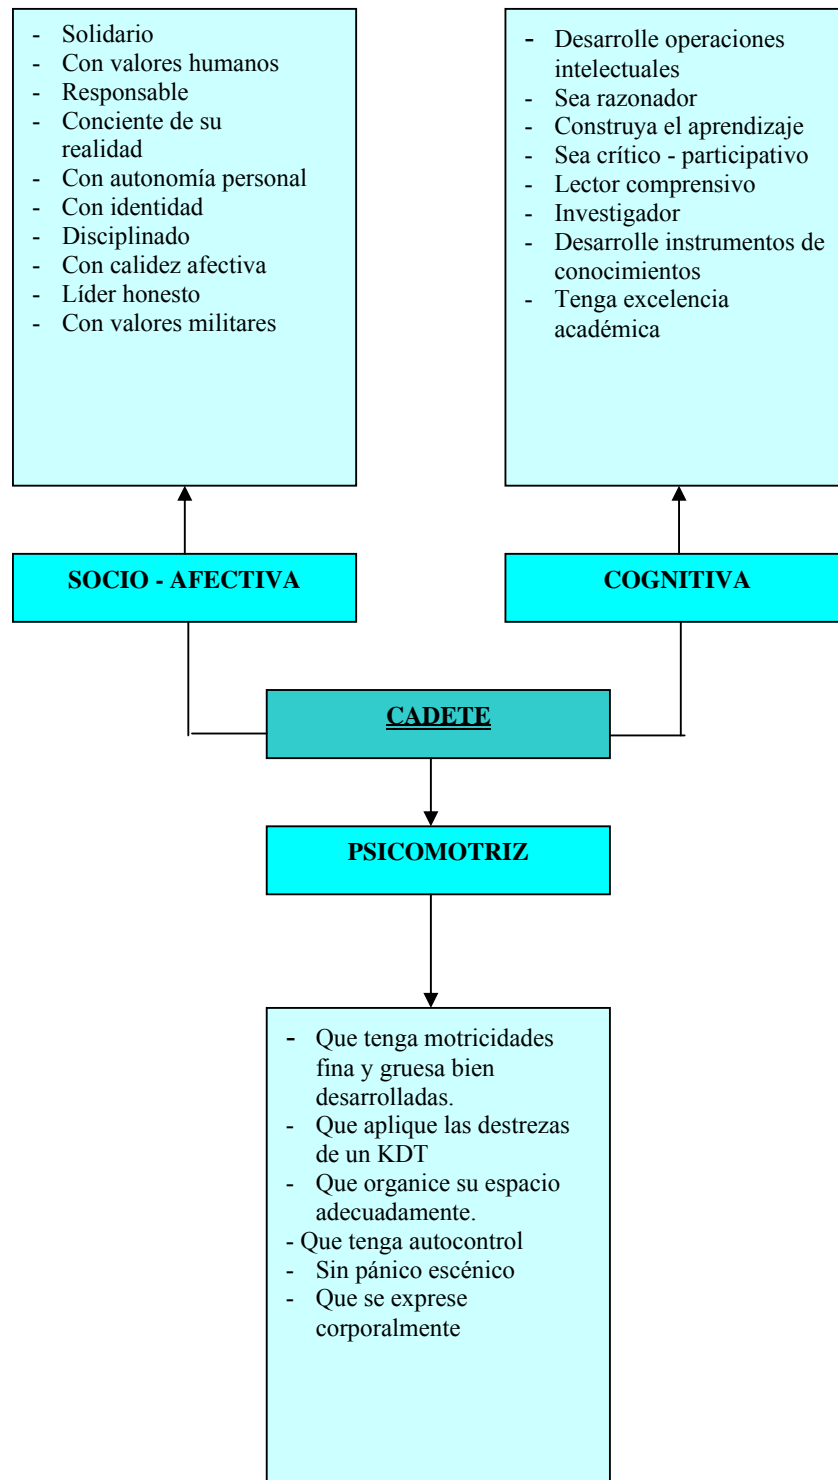 - Solidario
- Con valores humanos
- Responsable
- Conciente de su
realidad
- Con autonomía personal
- Con identidad
- Disciplinado
- Con calidez afectiva
- Líder honesto
- Con valores militares
- Desarrolle operaciones
intelectuales
- Sea razonador
- Construya el aprendizaje
- Sea crítico - participativo
- Lector comprensivo
- Investigador
- Desarrolle instrumentos de
conocimientos
- Tenga excelencia
académica
SOCIO - AFECTIVA
COGNITIVA
CADETE
PSICOMOTRIZ
- Que tenga motricidades
fina y gruesa bien
desarrolladas.
- Que aplique las destrezas
de un KDT
- Que organice su espacio
adecuadamente.
- Que tenga autocontrol
- Sin pánico escénico
- Que se exprese
corporalmente